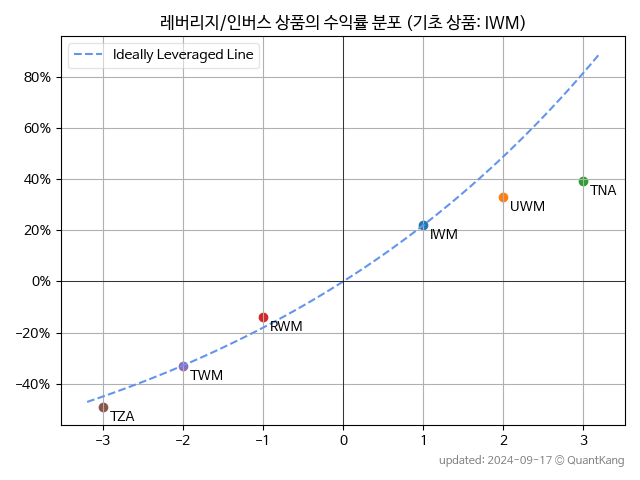 레버리지/인버스 상품의 수익률 분포 (기초 상품: IWM)
Ideally Leveraged Line
80%
60%
40%
20%
0%
−20%
−40%
TNA
UWM
IWM
RWM
TWM
TZA
−3 −2 −1 0 1 2 3
updated: 2024-09-17 © QuantKang